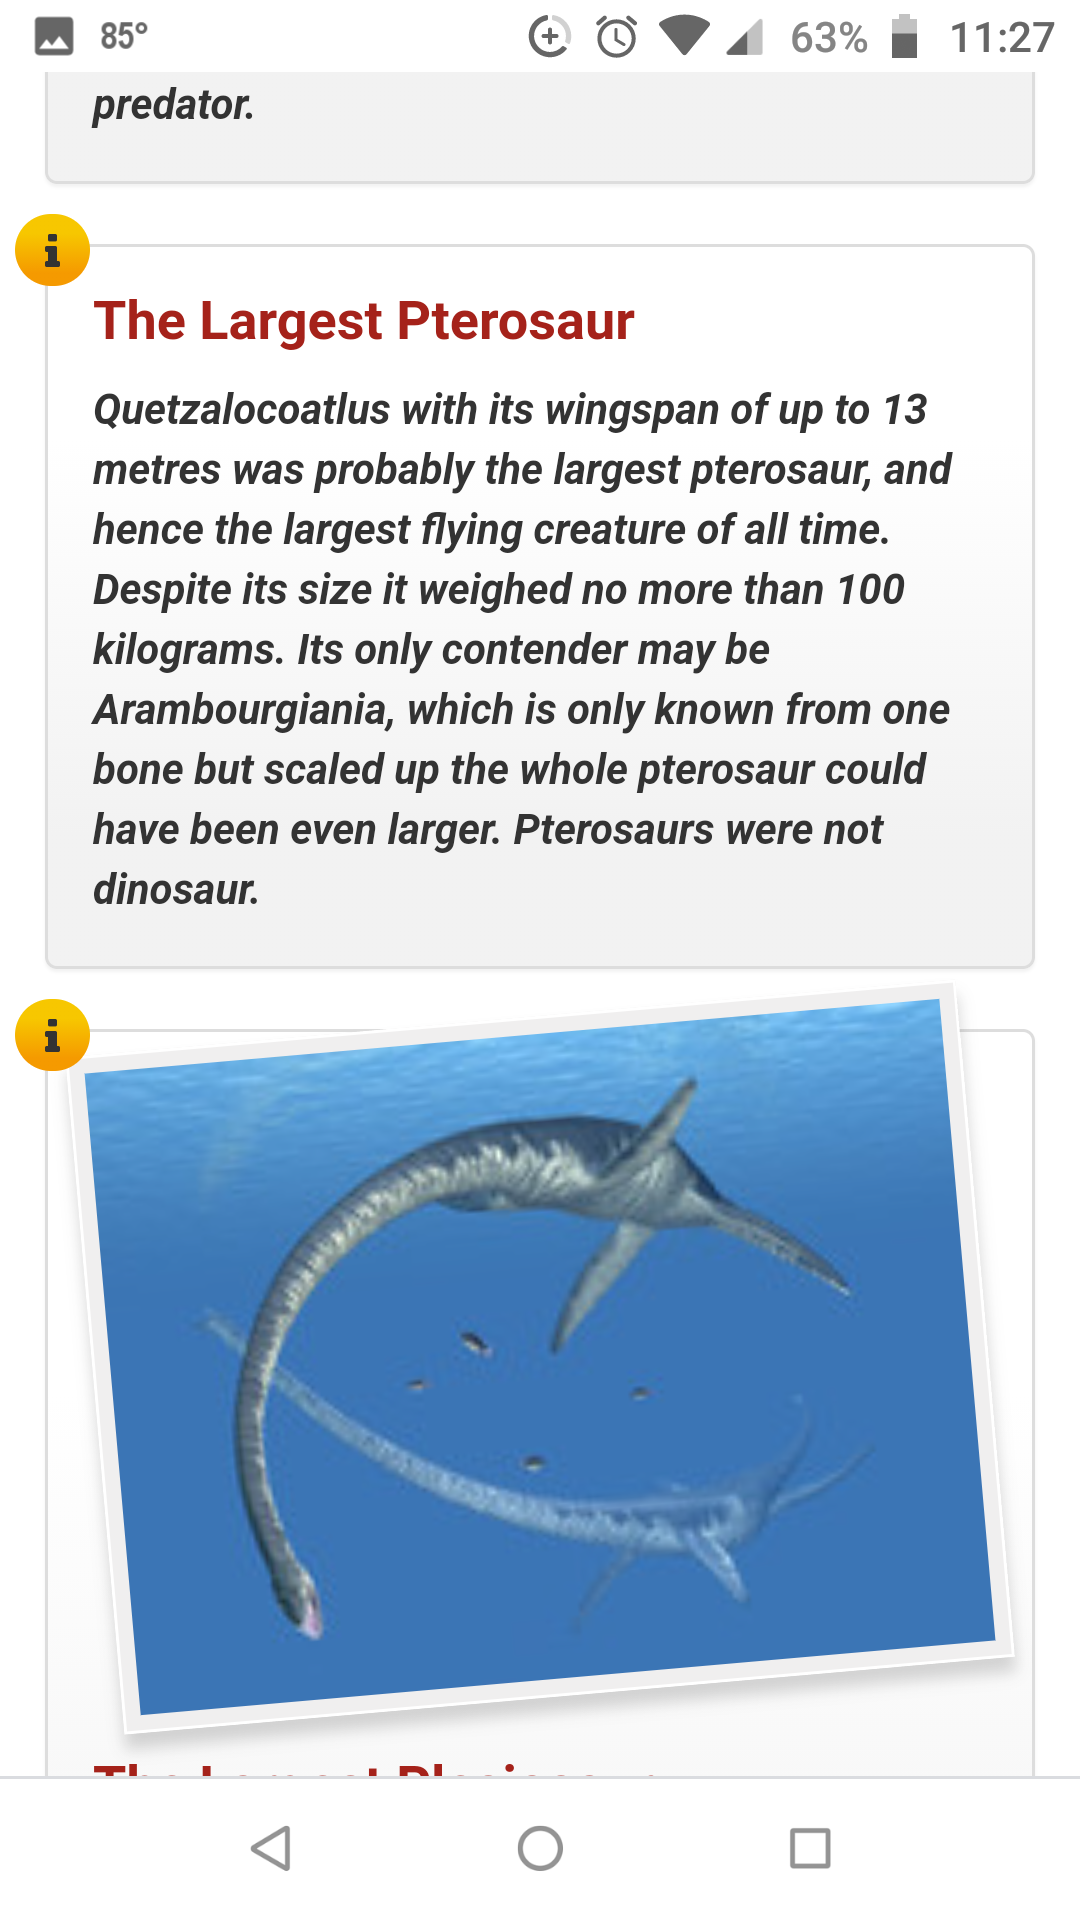 85°
63%
11:27
predator.
The Largest Pterosaur
Quetzalocoatlus with its wingspan of up to 13
metres was probably the largest pterosaur, and
hence the largest flying creature of all time.
Despite its size it weighed no more than 100
kilograms. Its only contender may be
Arambourgiania, which is only known from one
bone but scaled up the whole pterosaur could
have been even larger. Pterosaurs were not
dinosaur.
The Largest Plesiosaur